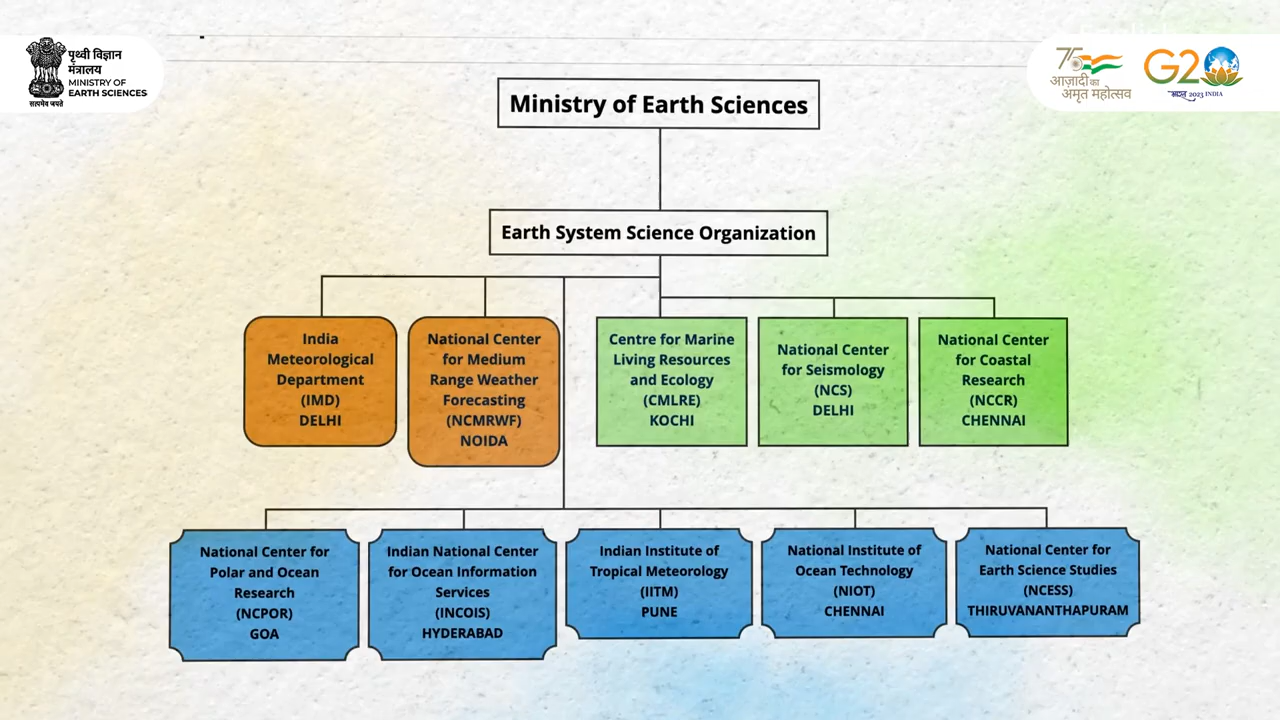 पृथ्वी विज्ञान
मंत्रालय
MINISTRY OF
EARTH SCIENCES
सत्यमेव जयते
75
आज़ादी का
अमृत महोत्सव
G20
2023 INDIA
Ministry of Earth Sciences
Earth System Science Organization
India
Meteorological
Department
(IMD)
DELHI
National Center
for Medium
Range Weather
Forecasting
(NCMRWF)
NOIDA
Centre for Marine
Living Resources
and Ecology
(CMLRE)
KOCHI
National Center
for Seismology
(NCS)
DELHI
National Center
for Coastal
Research
(NCCR)
CHENNAI
National Center for
Polar and Ocean
Research
(NCPOR)
GOA
Indian National Center
for Ocean Information
Services
(INCOIS)
HYDERABAD
Indian Institute of
Tropical Meteorology
(IITM)
PUNE
National Institute of
Ocean Technology
(NIOT)
CHENNAI
National Center for
Earth Science Studies
(NCESS)
THIRUVANANTHAPURAM